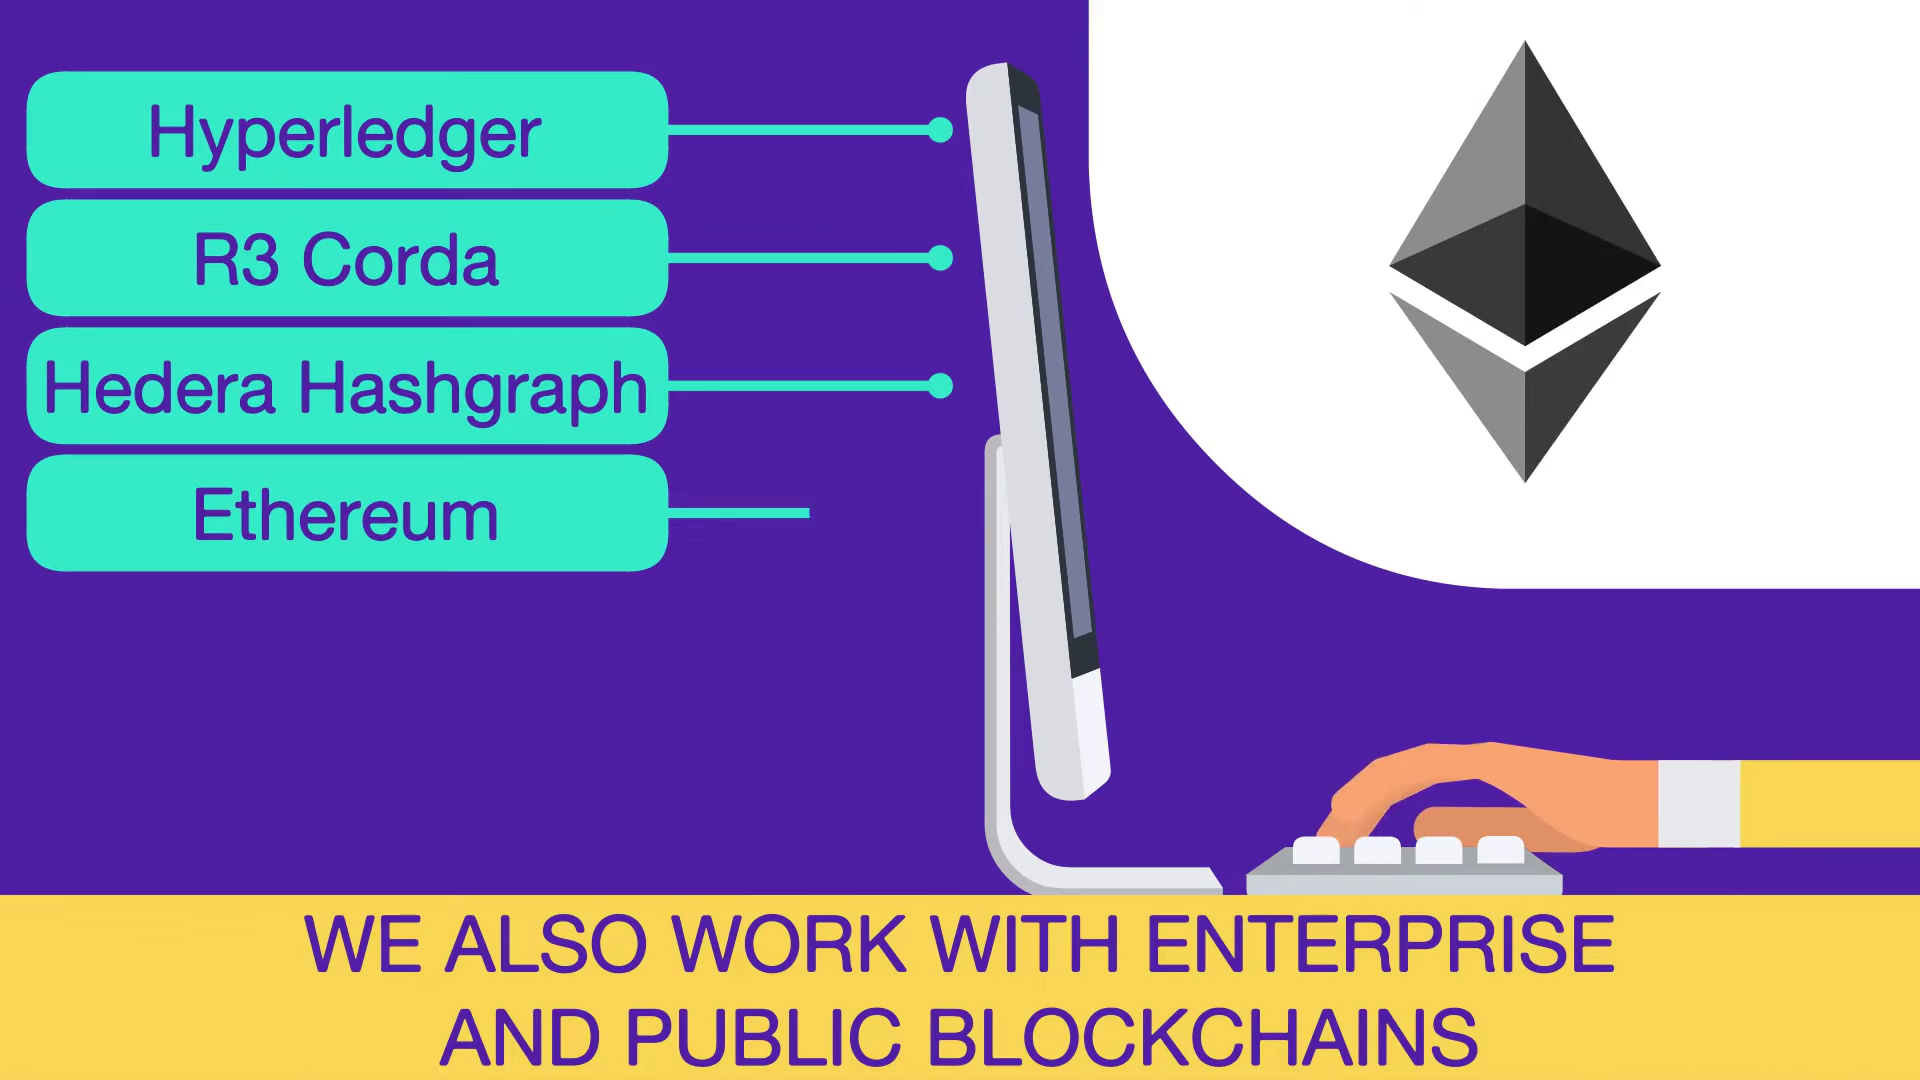 Hyperledger
R3 Corda
Hedera Hashgraph
Ethereum
WE ALSO WORK WITH ENTERPRISE
AND PUBLIC BLOCKCHAINS